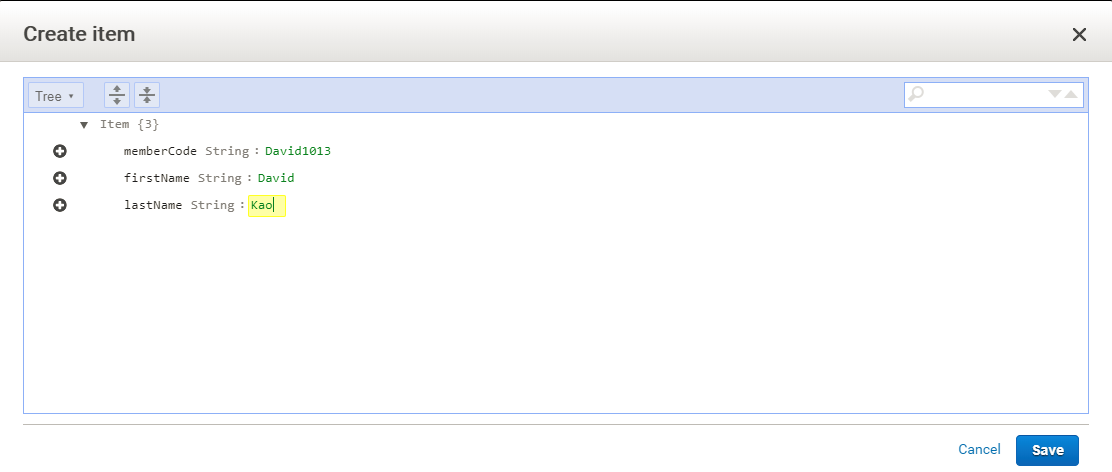 Create item
Tree
Item {3}
memberCode String : David1013
firstName String : David
lastName String : Kao
Cancel Save